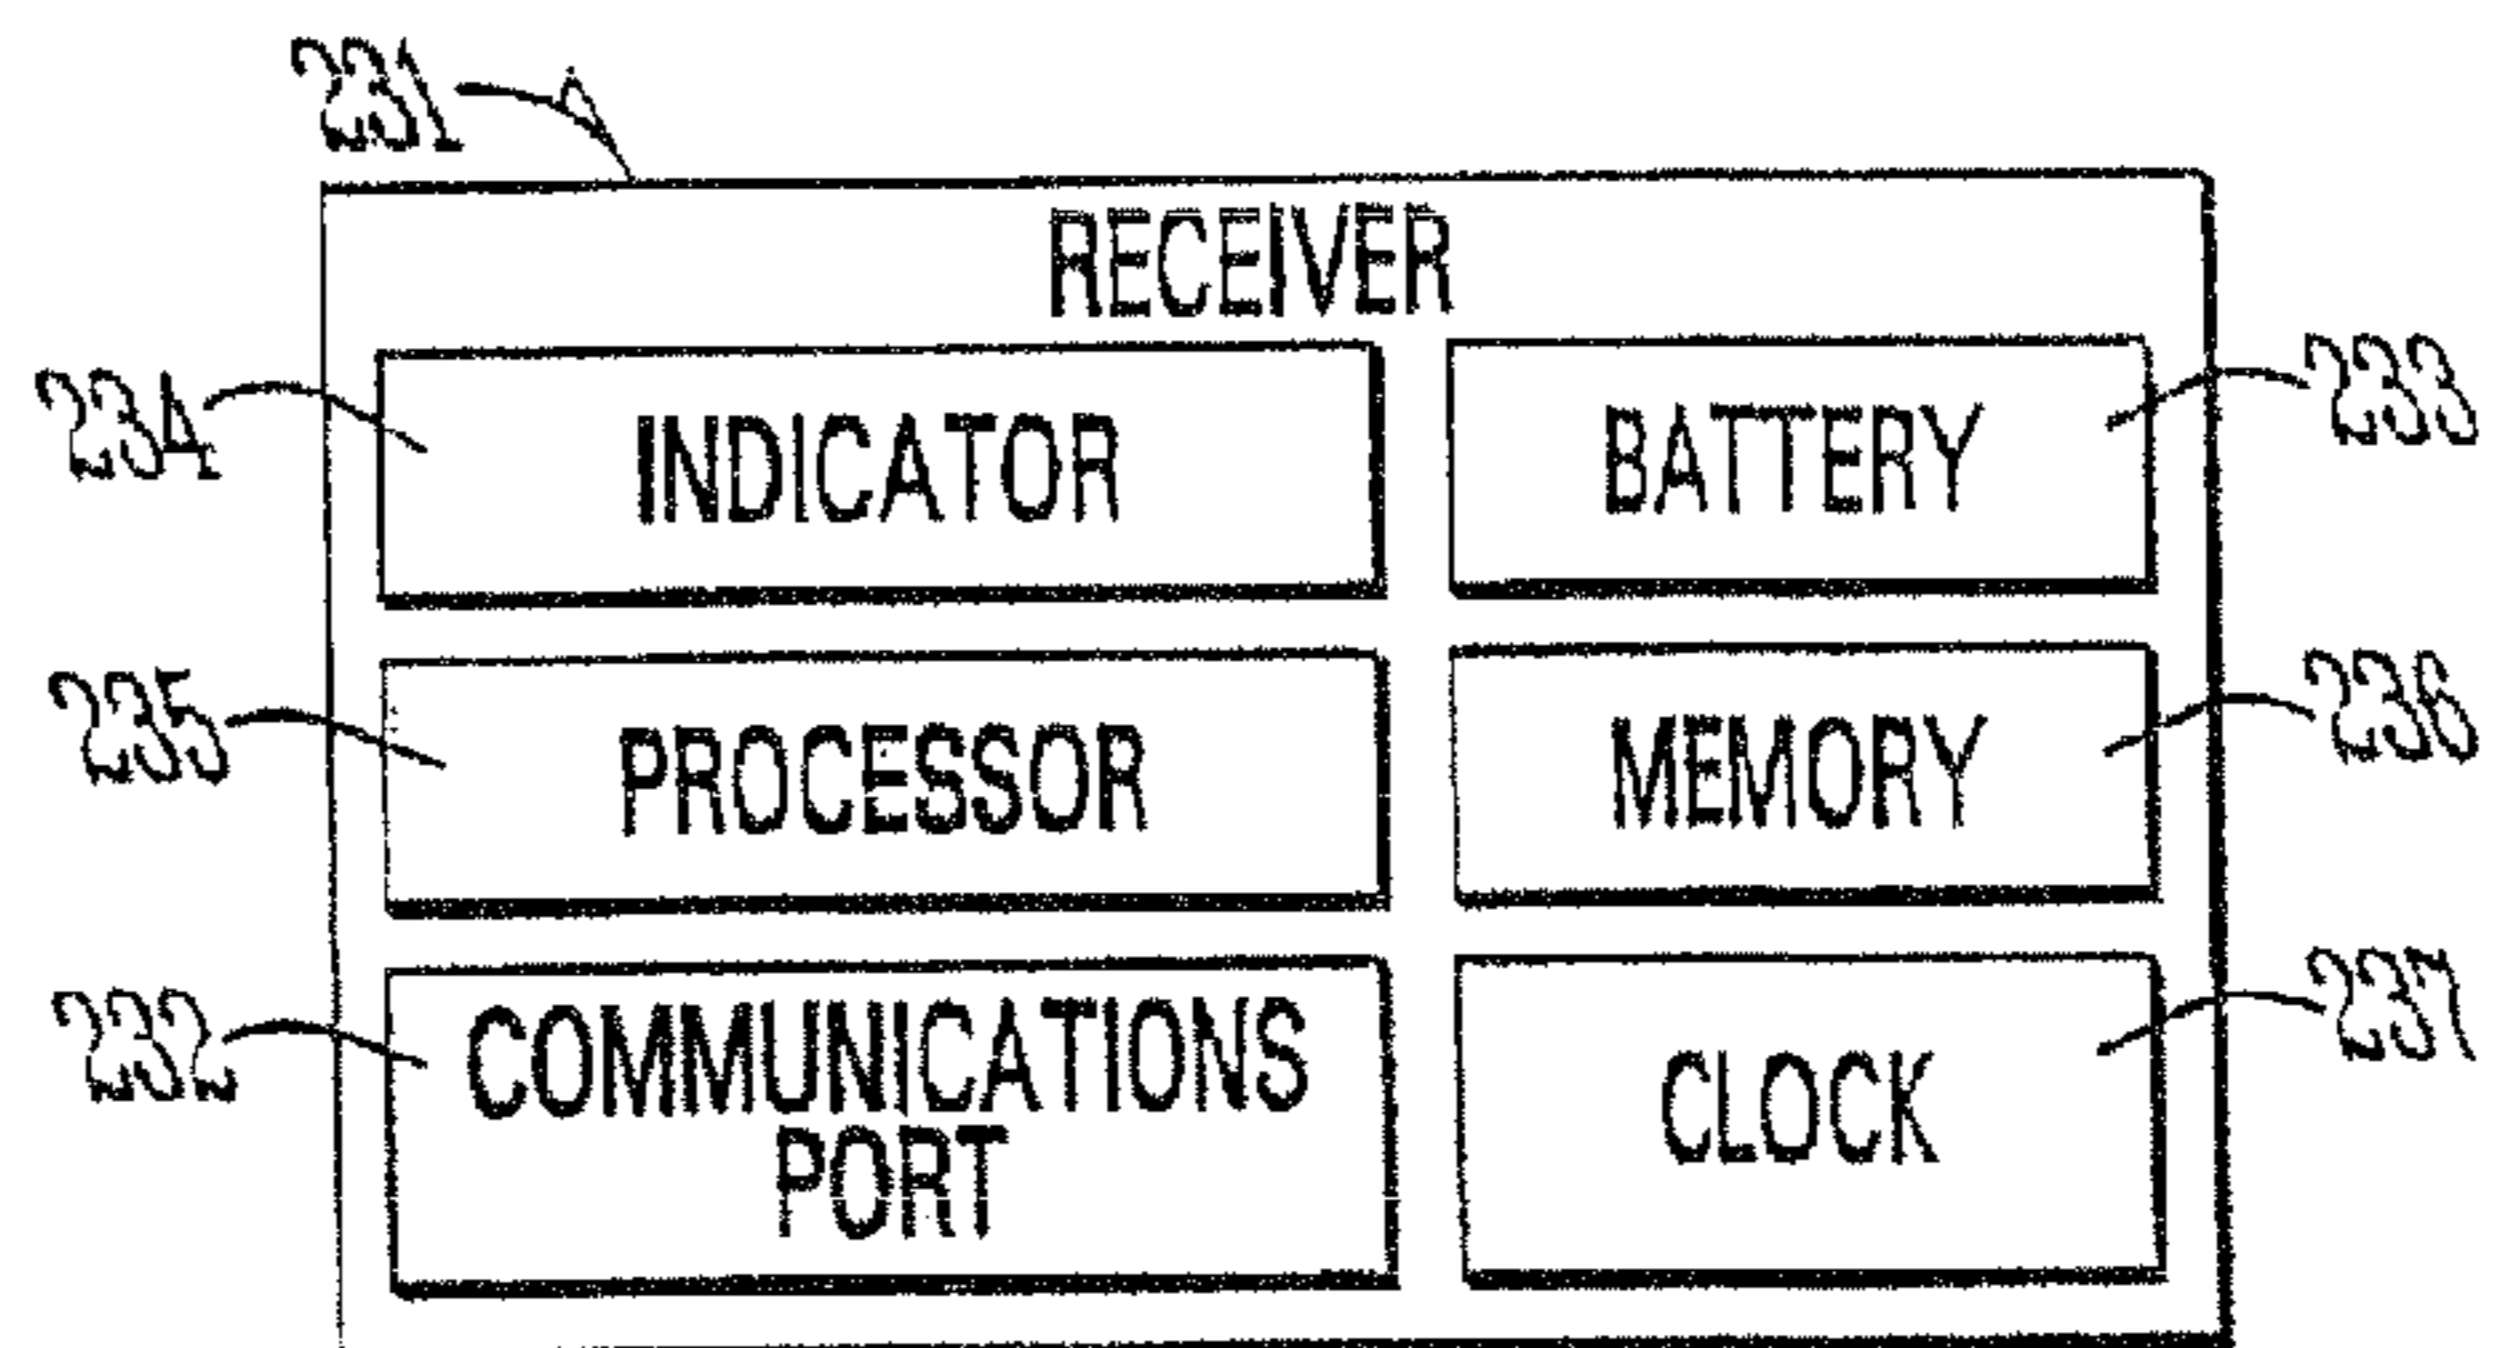 231
RECEIVER
234
INDICATOR
BATTERY
233
235
PROCESSOR
MEMORY
236
232
COMMUNICATIONS
PORT
CLOCK
237